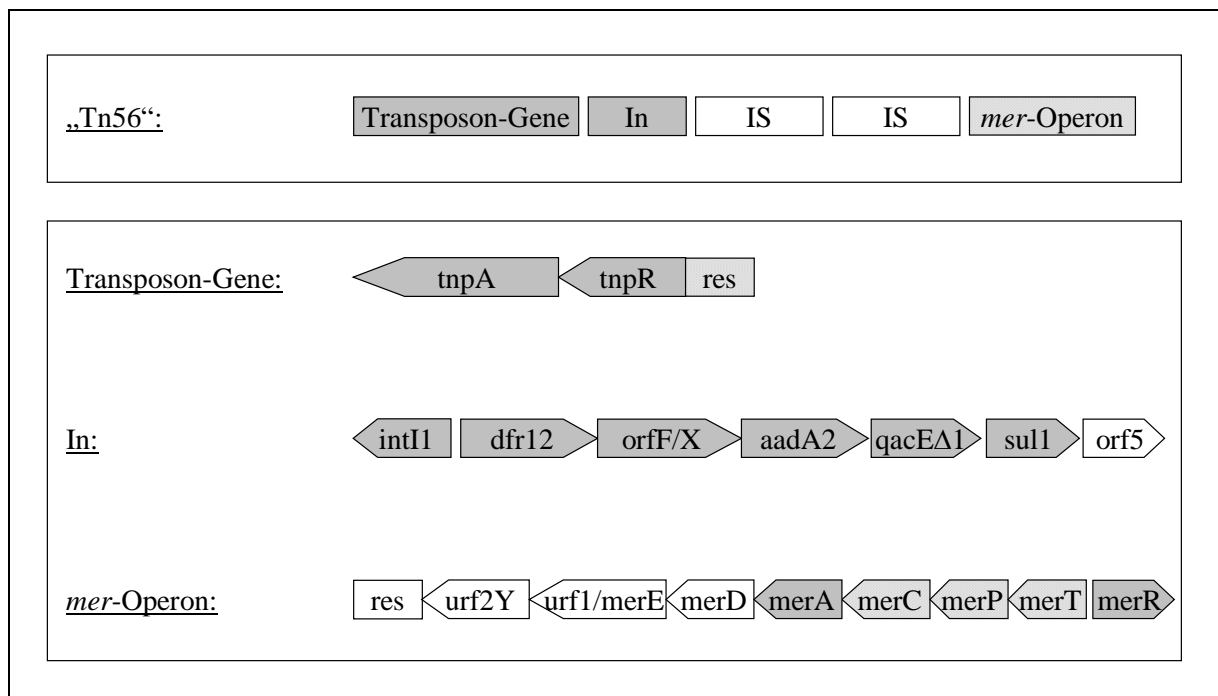 „Tn56“: Transposon-Gene In IS IS mer-Operon
Transposon-Gene: tnpA tnpR res
In: intI1 dfr12 orfF/X aadA2 qacEΔ1 sul1 orf5
mer-Operon: res urf2Y urf1/merE merD merA merC merP merT merR